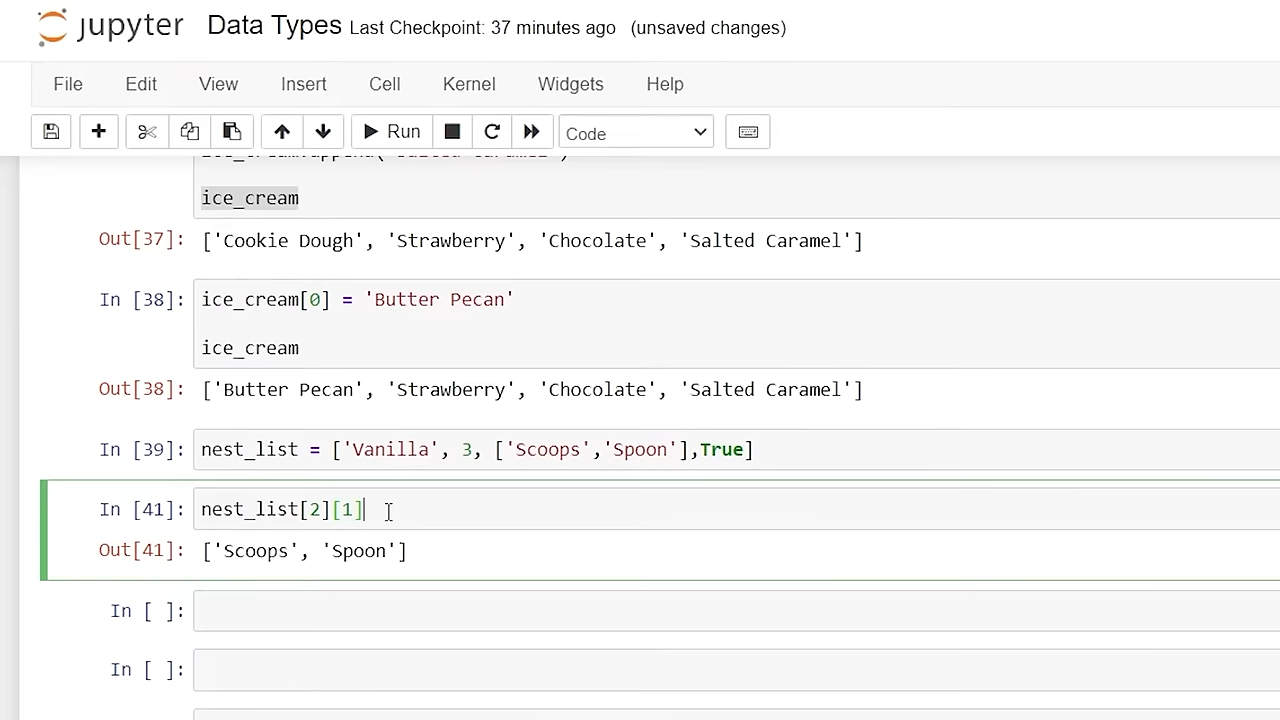 jupyter Data Types Last Checkpoint: 37 minutes ago (unsaved changes)
File Edit View Insert Cell Kernel Widgets Help
Run Code
ice_cream
Out[37]: ['Cookie Dough', 'Strawberry', 'Chocolate', 'Salted Caramel']
In [38]: ice_cream[0] = 'Butter Pecan'
ice_cream
Out[38]: ['Butter Pecan', 'Strawberry', 'Chocolate', 'Salted Caramel']
In [39]: nest_list = ['Vanilla', 3, ['Scoops','Spoon'],True]
In [41]: nest_list[2][1]
Out[41]: ['Scoops', 'Spoon']
In [ ]:
In [ ]: